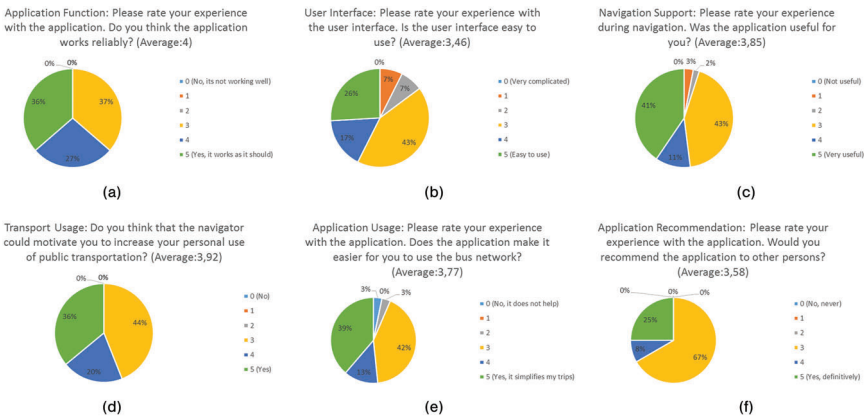 Application Function: Please rate your experience
with the application. Do you think the application
works reliably? (Average:4)
0% 0%
37%
27%
36%
0 (No, its not working well)
1
2
3
4
5 (Yes, it works as it should)
(a)
User Interface: Please rate your experience with
the user interface. Is the user interface easy to
use? (Average:3,46)
0%
7%
7%
43%
17%
26%
0 (Very complicated)
1
2
3
4
5 (Easy to use)
(b)
Navigation Support: Please rate your experience
during navigation. Was the application useful for
you? (Average:3,85)
0% 3% 2%
43%
11%
41%
0 (Not useful)
1
2
3
4
5 (Very useful)
(c)
Transport Usage: Do you think that the navigator
could motivate you to increase your personal use
of public transportation? (Average:3,92)
0% 0%
44%
20%
36%
0 (No)
1
2
3
4
5 (Yes)
(d)
Application Usage: Please rate your experience
with the application. Does the application make it
easier for you to use the bus network?
(Average:3,77)
3% 0% 3%
42%
13%
39%
0 (No, it does not help)
1
2
3
4
5 (Yes, it simplifies my trips)
(e)
Application Recommendation: Please rate your
experience with the application. Would you
recommend the application to other persons?
(Average:3,58)
0% 0% 0%
67%
8%
25%
0 (No, never)
1
2
3
4
5 (Yes, definitively)
(f)